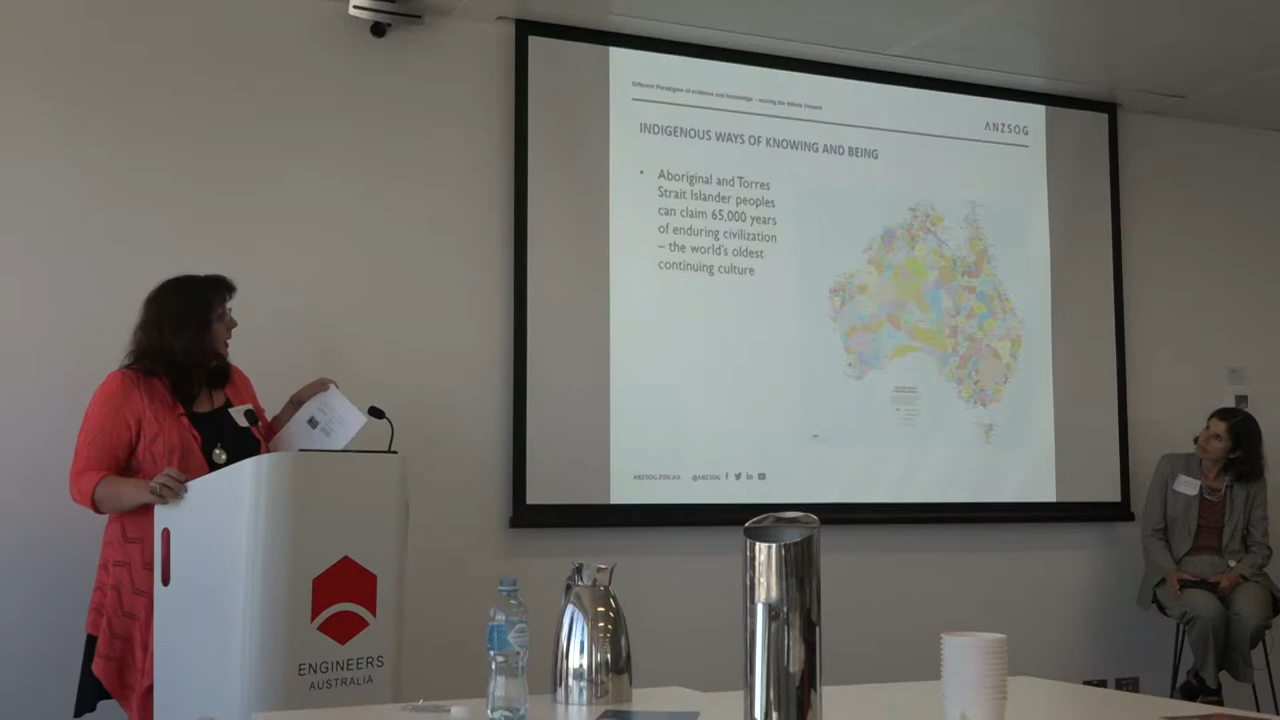 Different Paradigms of evidence and knowledge – moving the debate forward
ANZSOG
INDIGENOUS WAYS OF KNOWING AND BEING
• Aboriginal and Torres
Strait Islander peoples
can claim 65,000 years
of enduring civilization
– the world's oldest
continuing culture
ANZSOG.EDU.AU @ANZSOG
ENGINEERS
AUSTRALIA